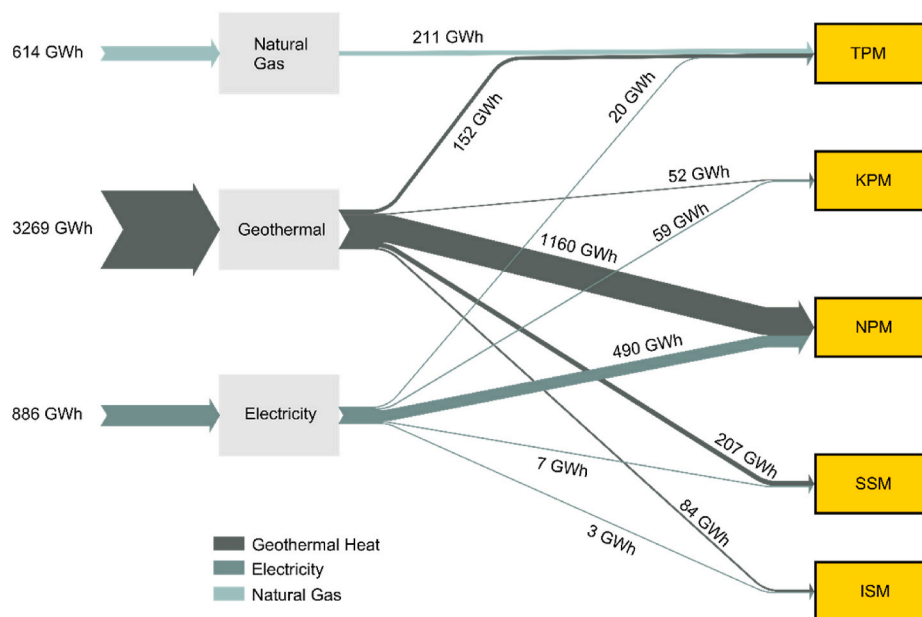 614 GWh
Natural
Gas
211 GWh
TPM
20 GWh
152 GWh
52 GWh
KPM
59 GWh
3269 GWh
Geothermal
1160 GWh
NPM
490 GWh
886 GWh
Electricity
207 GWh
7 GWh
SSM
84 GWh
3 GWh
Geothermal Heat
Electricity
Natural Gas
ISM